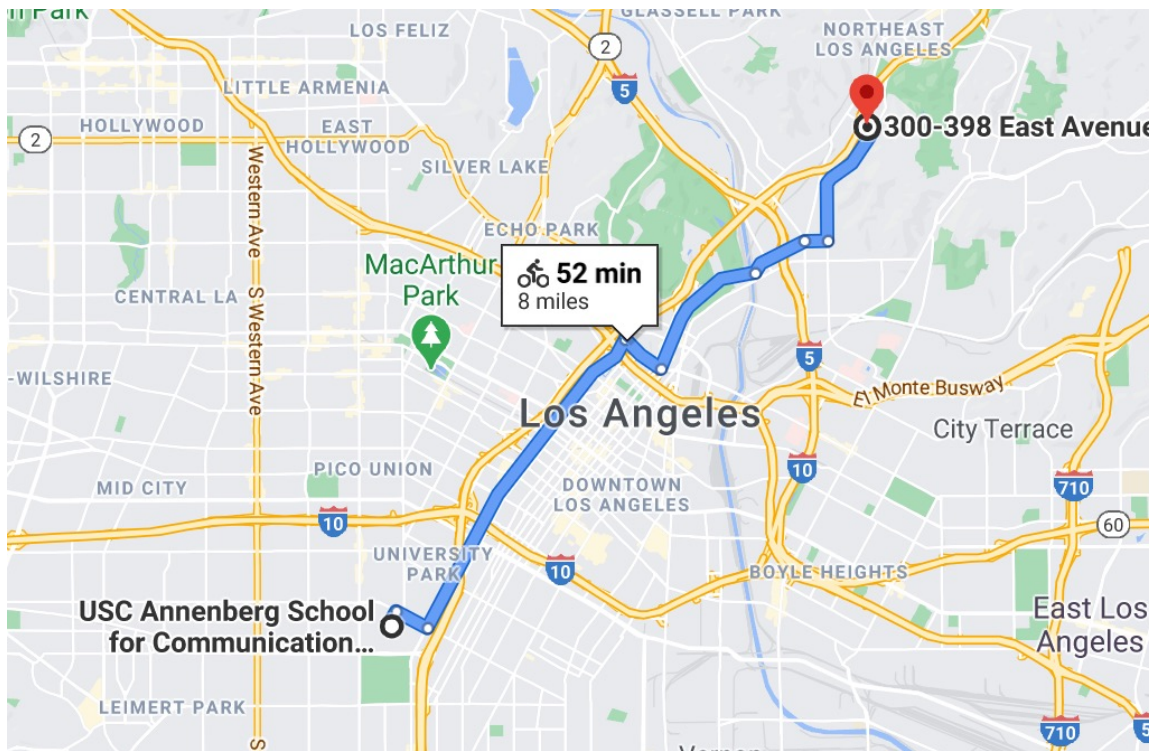 GLASSELL PARK
NORTHEAST
LOS ANGELES
LOS FELIZ
2
5
LITTLE ARMENIA
HOLLYWOOD
EAST
HOLLYWOOD
2
300-398 East Avenue
Western Ave
SILVER LAKE
ECHO PARK
MacArthur
Park
52 min
8 miles
CENTRAL LA
S Western Ave
5
-WILSHIRE
El Monte Busway
Los Angeles
City Terrace
PICO UNION
10
MID CITY
DOWNTOWN
LOS ANGELES
710
10
60
UNIVERSITY
PARK
10
BOYLE HEIGHTS
USC Annenberg School
for Communication...
East Los
Angeles
LEIMERT PARK
710
5
S